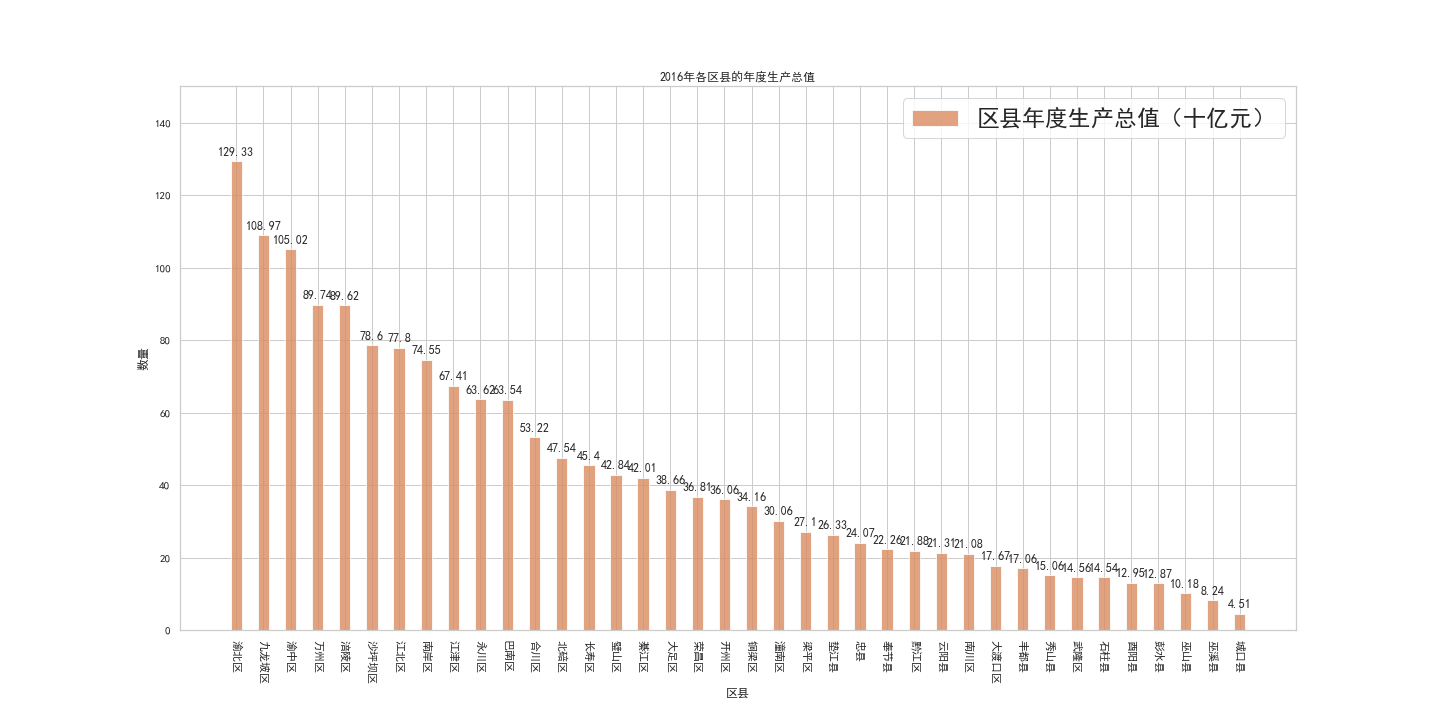 2016年各区县的年度生产总值
区县年度生产总值（十亿元）
数量
140
120
100
80
60
40
20
0
129.33
108.97
105.02
89.74
89.62
78.6
77.8
74.55
67.41
63.62
63.54
53.22
47.54
45.4
42.84
42.01
38.66
36.81
36.06
34.16
30.06
27.1
26.33
24.07
22.26
21.88
21.31
21.08
17.67
17.06
15.06
14.56
14.54
12.95
12.87
10.18
8.24
4.51
渝北区
九龙坡区
渝中区
万州区
涪陵区
沙坪坝区
江北区
南岸区
江津区
永川区
巴南区
合川区
北碚区
长寿区
璧山区
綦江区
大足区
荣昌区
开州区
铜梁区
潼南区
梁平区
垫江县
忠县
奉节县
黔江区
云阳县
南川区
大渡口区
丰都县
秀山县
武隆区
石柱县
酉阳县
彭水县
巫山县
巫溪县
城口县
区县